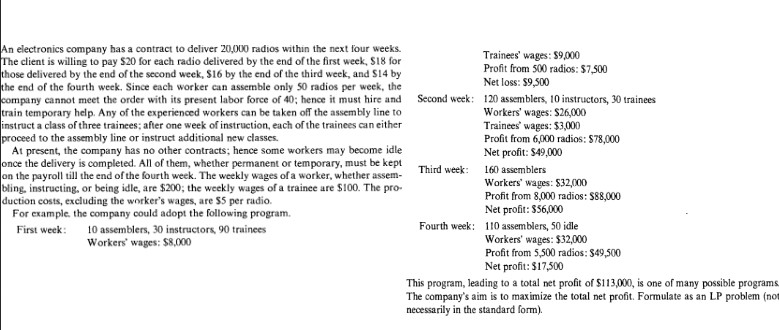 An electronics company has a contract to deliver 20,000 radios within the next four weeks.
The client is willing to pay $20 for each radio delivered by the end of the first week, $18 for
those delivered by the end of the second week, $16 by the end of the third week, and $14 by
the end of the fourth week. Since each worker can assemble only 50 radios per week, the
company cannot meet the order with its present labor force of 40; hence it must hire and
train temporary help. Any of the experienced workers can be taken off the assembly line to
instruct a class of three trainees; after one week of instruction, each of the trainees can either
proceed to the assembly line or instruct additional new classes.
At present, the company has no other contracts; hence some workers may become idle
once the delivery is completed. All of them, whether permanent or temporary, must be kept
on the payroll till the end of the fourth week. The weekly wages of a worker, whether assem-
bling, instructing, or being idle, are $200; the weekly wages of a trainee are $100. The pro-
duction costs, excluding the worker's wages, are $5 per radio.
For example. the company could adopt the following program.
First week: 10 assemblers, 30 instructors, 90 trainees
Workers' wages: $8,000
Trainees' wages: $9,000
Profit from 500 radios: $7,500
Net loss: $9,500
Second week: 120 assemblers, 10 instructors, 30 trainees
Workers' wages: $26,000
Trainees' wages: $3,000
Profit from 6,000 radios: $78,000
Net profit: $49,000
Third week: 160 assemblers
Workers' wages: $32,000
Profit from 8,000 radios: $88,000
Net profit: $56,000
Fourth week: 110 assemblers, 50 idle
Workers' wages: $32,000
Profit from 5,500 radios: $49,500
Net profit: $17,500
This program, leading to a total net profit of $113,000, is one of many possible programs.
The company's aim is to maximize the total net profit. Formulate as an LP problem (not
necessarily in the standard form).